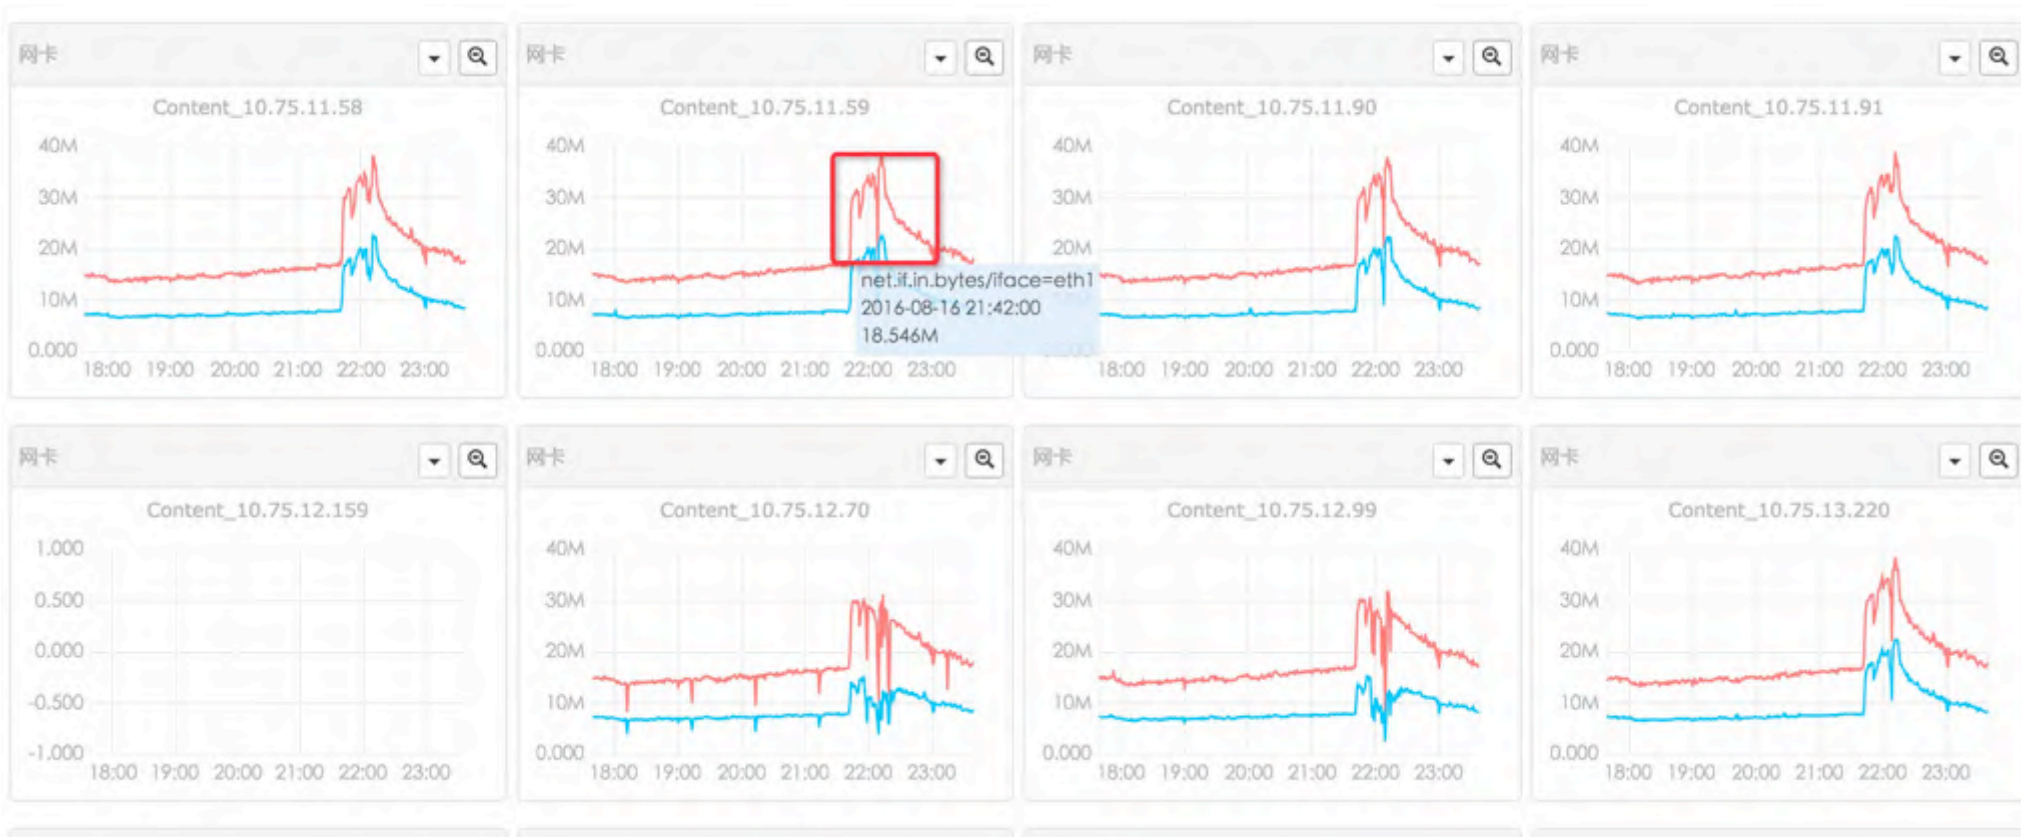 网卡
网卡
网卡
网卡
Content_10.75.11.58
Content_10.75.11.59
Content_10.75.11.90
Content_10.75.11.91
40M
30M
20M
10M
0.000
18:00 19:00 20:00 21:00 22:00 23:00
40M
30M
20M
10M
0.000
18:00 19:00 20:00 21:00 22:00 23:00
net.if.in.bytes/iface=eth1
2016-08-16 21:42:00
18.546M
40M
30M
20M
10M
18:00 19:00 20:00 21:00 22:00 23:00
40M
30M
20M
10M
0.000
18:00 19:00 20:00 21:00 22:00 23:00
网卡
网卡
网卡
网卡
Content_10.75.12.159
Content_10.75.12.70
Content_10.75.12.99
Content_10.75.13.220
1.000
0.500
0.000
-0.500
-1.000
18:00 19:00 20:00 21:00 22:00 23:00
40M
30M
20M
10M
0.000
18:00 19:00 20:00 21:00 22:00 23:00
40M
30M
20M
10M
0.000
18:00 19:00 20:00 21:00 22:00 23:00
40M
30M
20M
10M
0.000
18:00 19:00 20:00 21:00 22:00 23:00